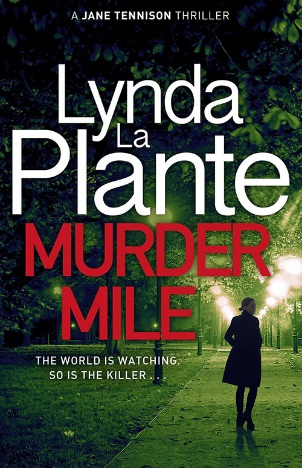 A JANE TENNISON THRILLER
Lynda
La
Plante
MURDER
MILE
THE WORLD IS WATCHING.
SO IS THE KILLER . . .